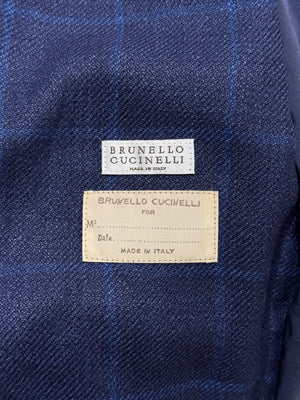 BRUNELLO
CUCINELLI
MADE IN ITALY
BRUNELLO CUCINELLI
FOR
Mr
Date
MADE IN ITALY